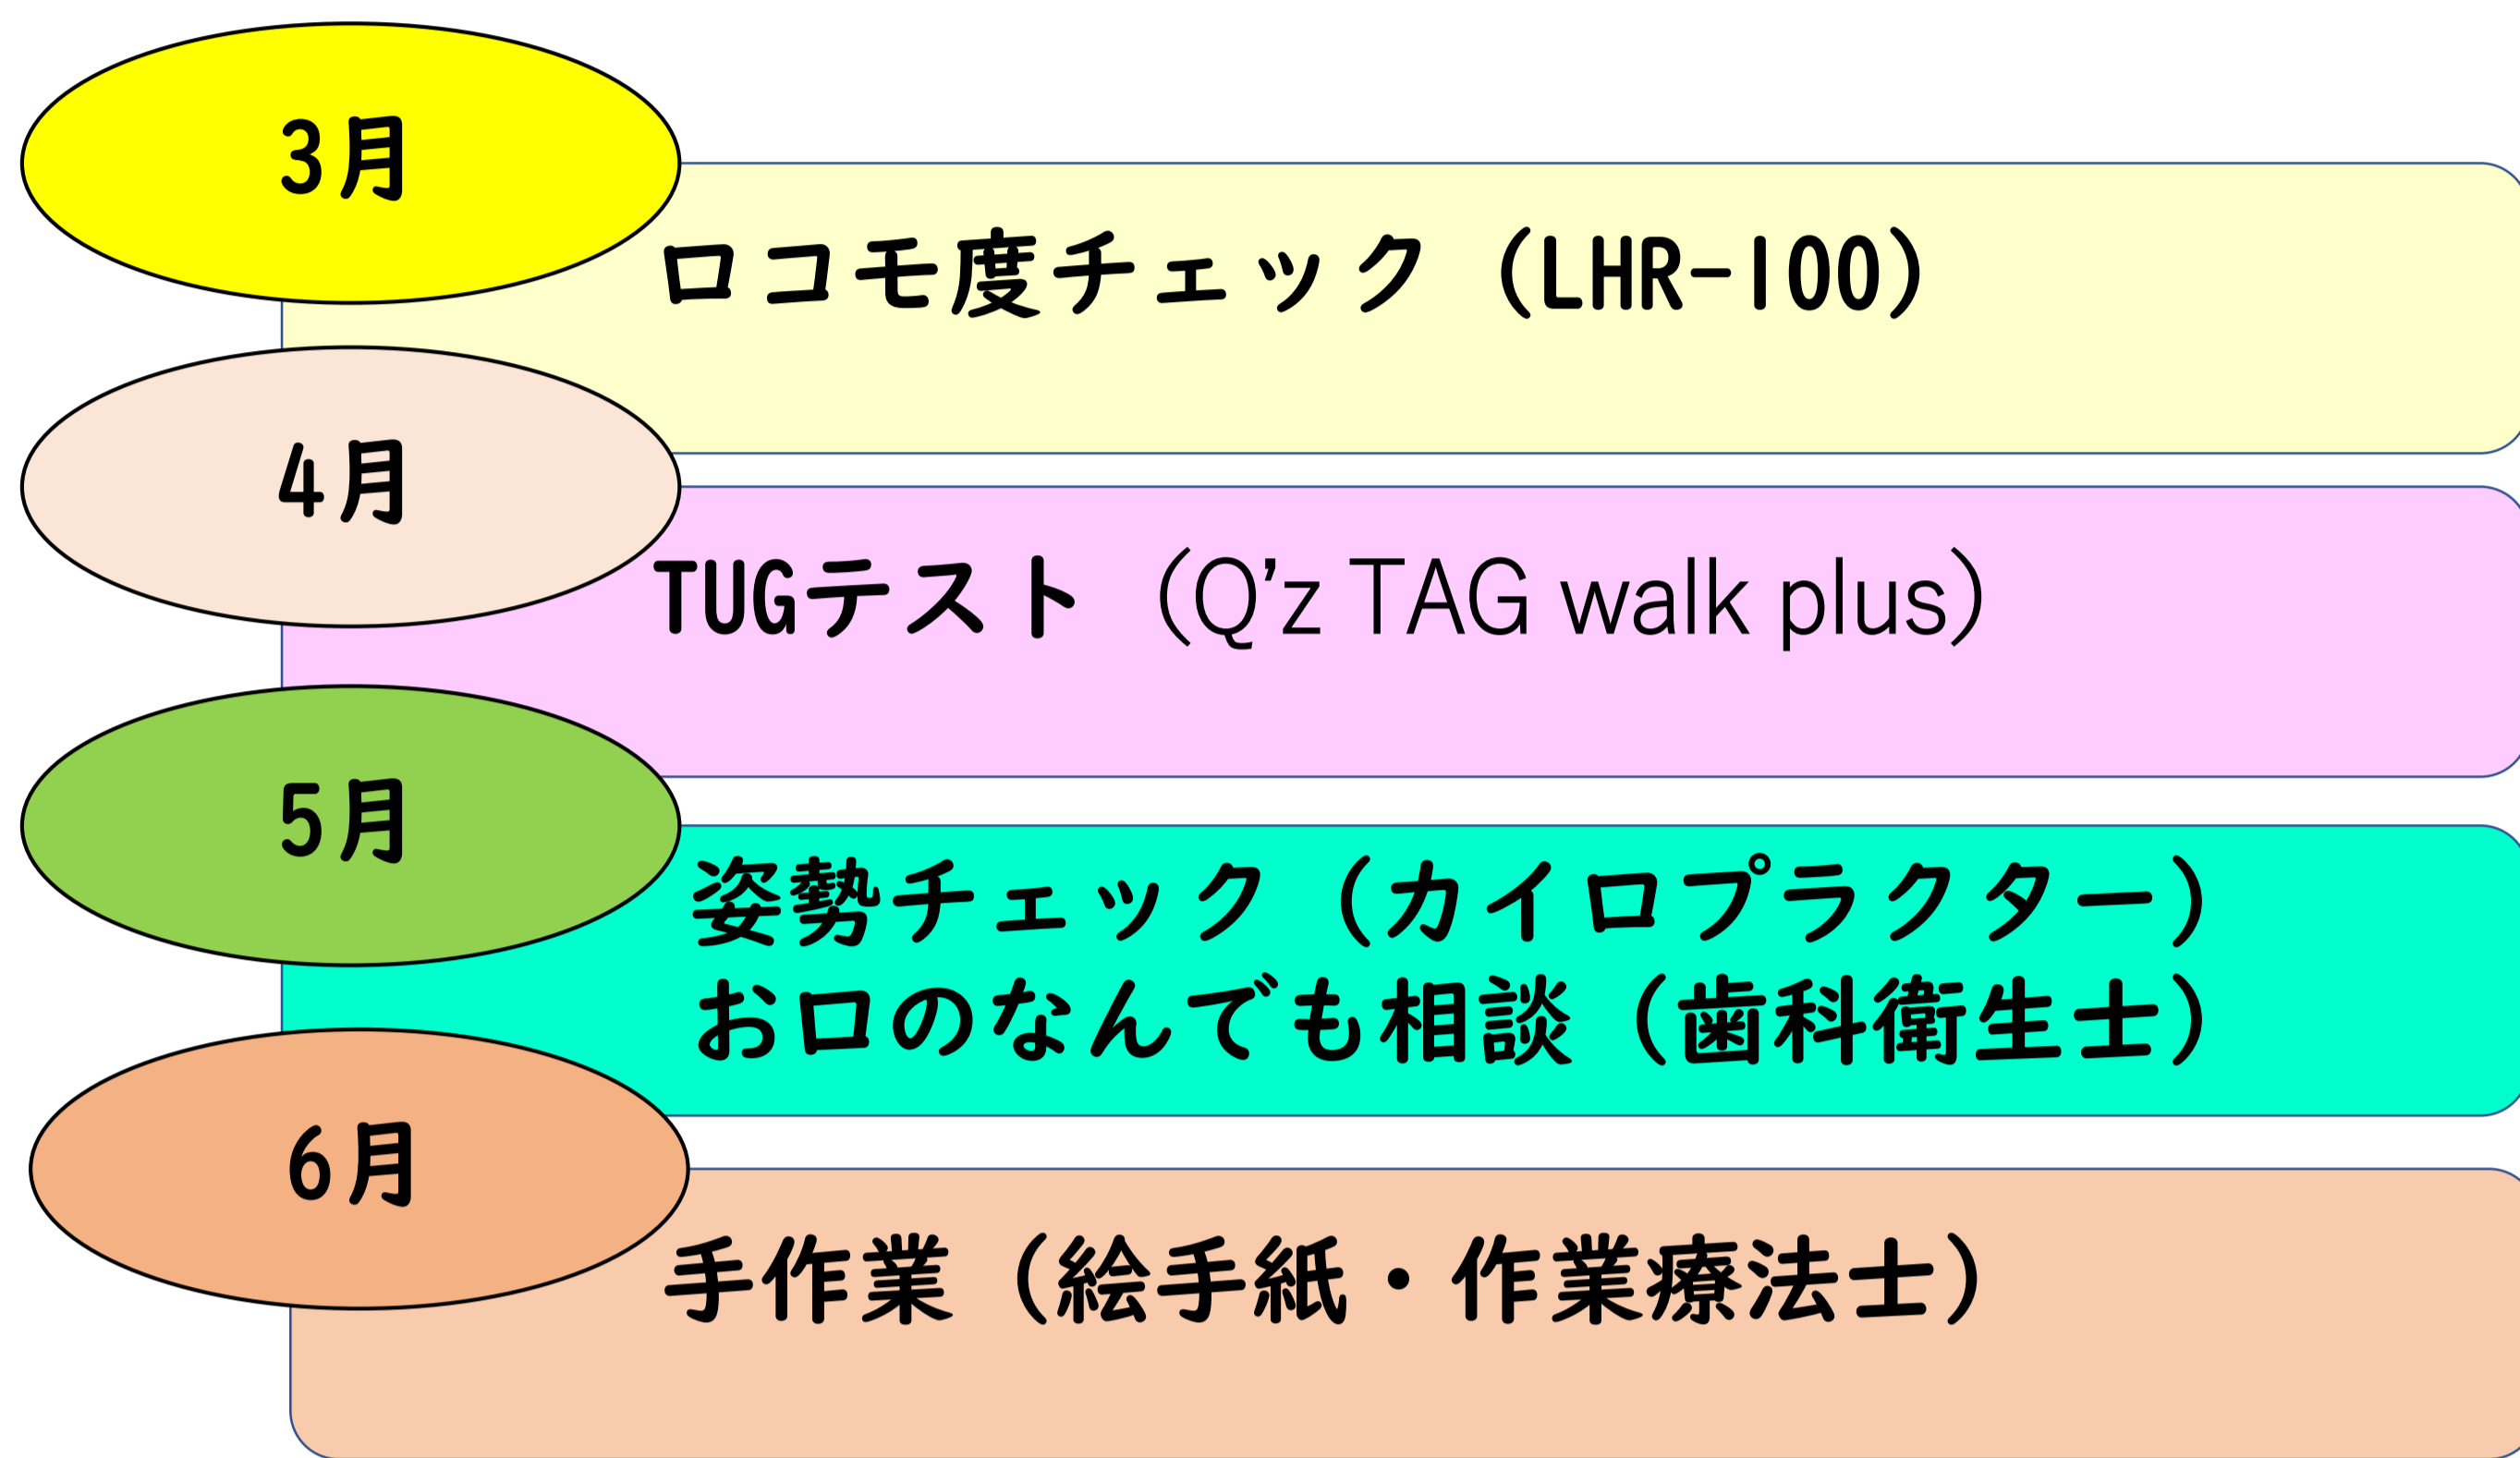 3月
ロコモ度チェック（LHR-100）
4月
TUGテスト（Q’z TAG walk plus）
5月
姿勢チェック（カイロプラクター）
お口のなんでも相談（歯科衛生士）
6月
手作業（絵手紙・作業療法士）